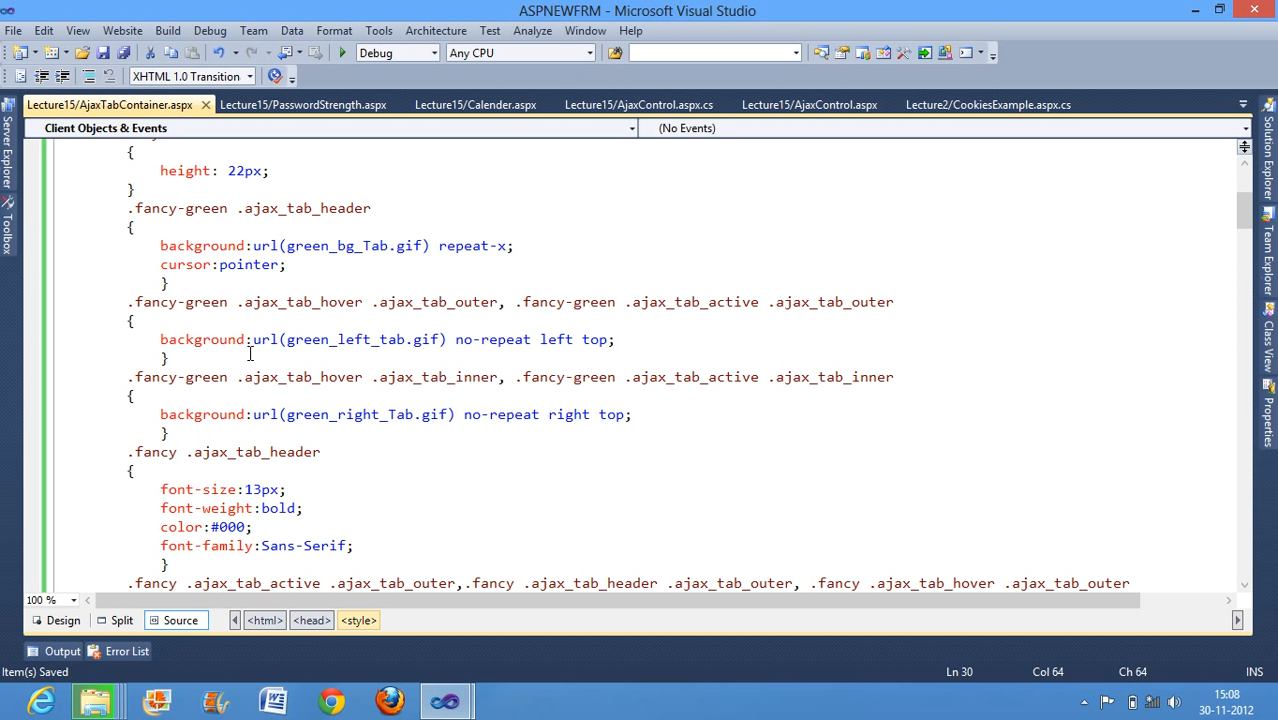 ASPNEWFRM - Microsoft Visual Studio
File Edit View Website Build Debug Team Data Format Tools Architecture Test Analyze Window Help
Debug Any CPU
XHTML 1.0 Transition
Lecture15/AjaxTabContainer.aspx Lecture15/PasswordStrength.aspx Lecture15/Calender.aspx Lecture15/AjaxControl.aspx.cs Lecture15/AjaxControl.aspx Lecture2/CookiesExample.aspx.cs
Client Objects & Events (No Events)
Server Explorer
Toolbox
{
height: 22px;
}
.fancy-green .ajax_tab_header
{
background:url(green_bg_Tab.gif) repeat-x;
cursor:pointer;
}
.fancy-green .ajax_tab_hover .ajax_tab_outer, .fancy-green .ajax_tab_active .ajax_tab_outer
{
background:url(green_left_tab.gif) no-repeat left top;
}
.fancy-green .ajax_tab_hover .ajax_tab_inner, .fancy-green .ajax_tab_active .ajax_tab_inner
{
background:url(green_right_Tab.gif) no-repeat right top;
}
.fancy .ajax_tab_header
{
font-size:13px;
font-weight:bold;
color:#000;
font-family:Sans-Serif;
}
.fancy .ajax_tab_active .ajax_tab_outer,.fancy .ajax_tab_header .ajax_tab_outer, .fancy .ajax_tab_hover .ajax_tab_outer
Solution Explorer
Team Explorer
Class View
Properties
100 %
Design Split Source <html> <head> <style>
Output Error List
Item(s) Saved Ln 30 Col 64 Ch 64 INS
15:08
30-11-2012